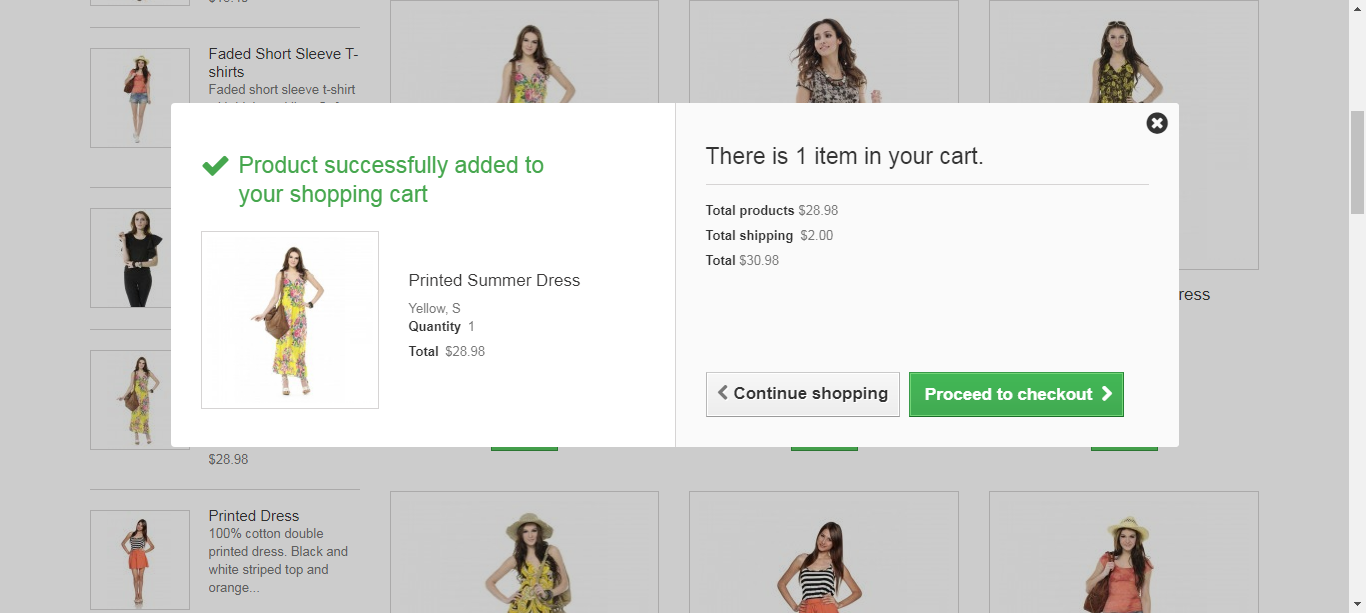 Faded Short Sleeve T-
shirts
Faded short sleeve t-shirt
Product successfully added to
your shopping cart
Printed Summer Dress
Yellow, S
Quantity 1
Total $28.98
There is 1 item in your cart.
Total products $28.98
Total shipping $2.00
Total $30.98
Continue shopping
Proceed to checkout
ress
$28.98
Printed Dress
100% cotton double
printed dress. Black and
white striped top and
orange...